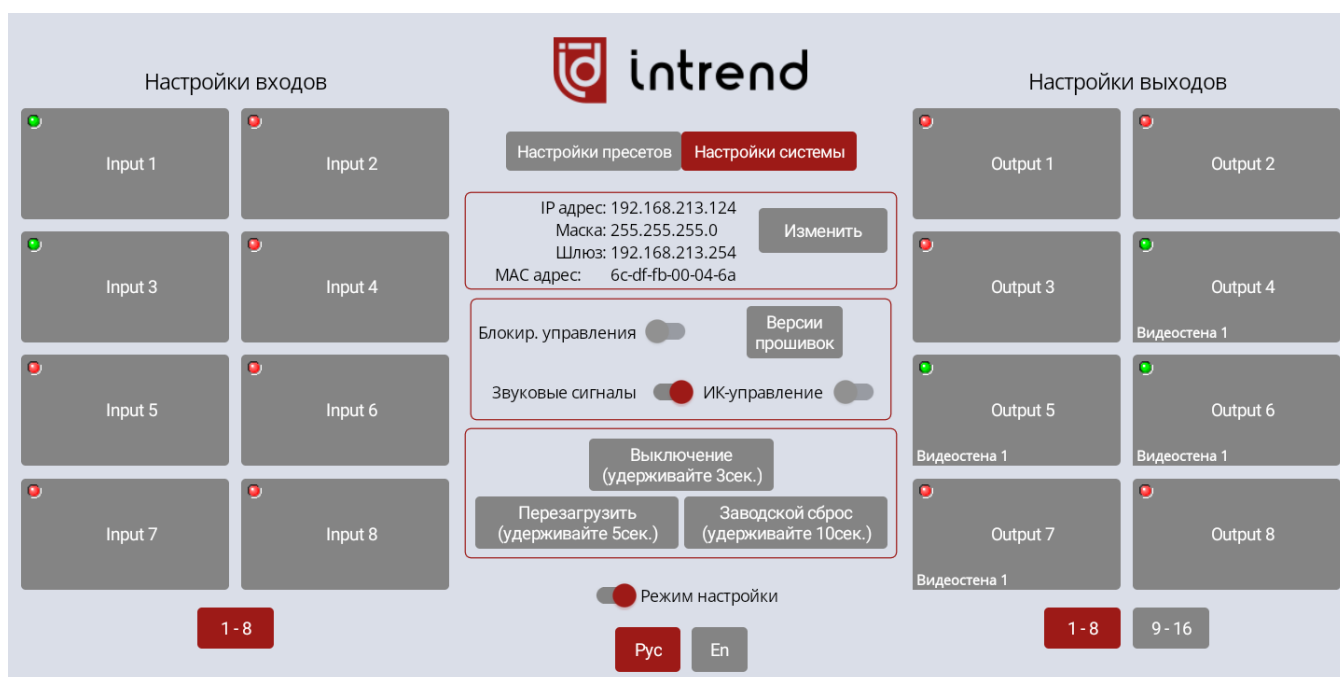 intrend
Настройки входов
Input 1
Input 2
Input 3
Input 4
Input 5
Input 6
Input 7
Input 8
1 - 8
Настройки пресетов
Настройки системы
IP адрес: 192.168.213.124
Маска: 255.255.255.0
Шлюз: 192.168.213.254
MAC адрес: 6c-df-fb-00-04-6a
Изменить
Блокир. управления
Версии
прошивок
Звуковые сигналы
ИК-управление
Выключение
(удерживайте 3сек.)
Перезагрузить
(удерживайте 5сек.)
Заводской сброс
(удерживайте 10сек.)
Режим настройки
Рус
En
Настройки выходов
Output 1
Output 2
Output 3
Output 4
Видеостена 1
Output 5
Видеостена 1
Output 6
Видеостена 1
Output 7
Видеостена 1
Output 8
1 - 8
9 - 16